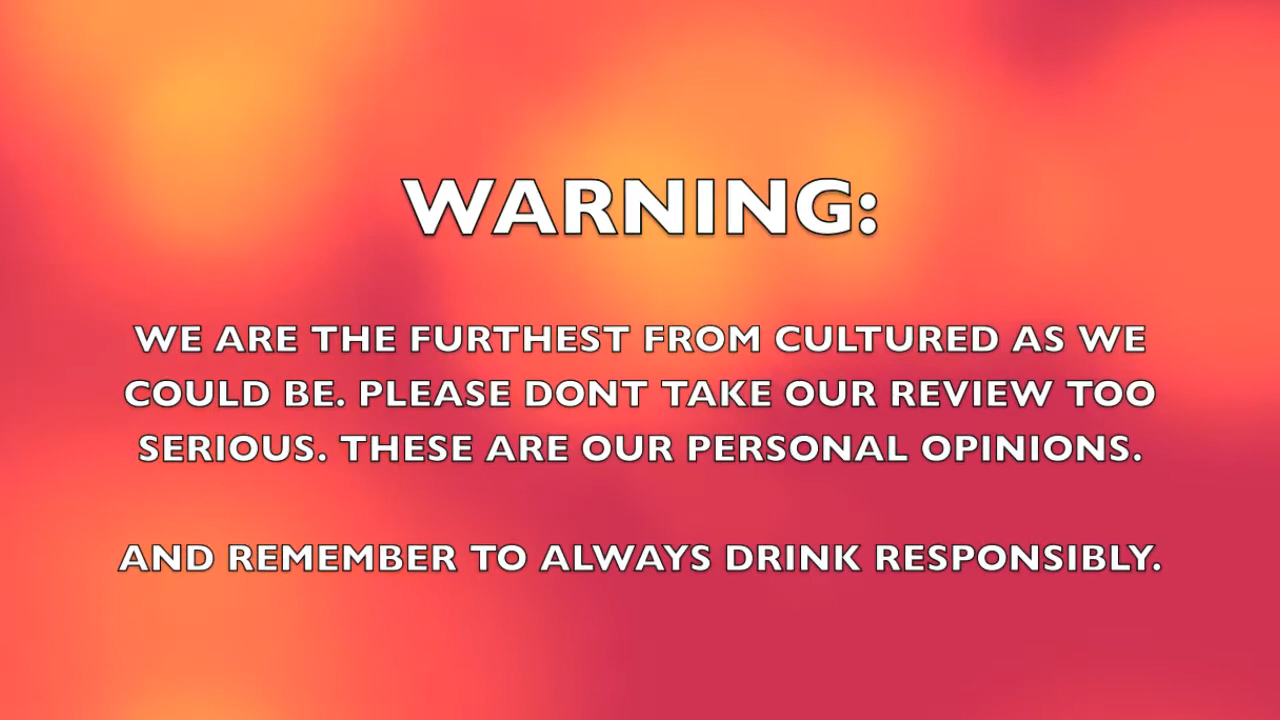 WARNING:
WE ARE THE FURTHEST FROM CULTURED AS WE
COULD BE. PLEASE DONT TAKE OUR REVIEW TOO
SERIOUS. THESE ARE OUR PERSONAL OPINIONS.
AND REMEMBER TO ALWAYS DRINK RESPONSIBLY.